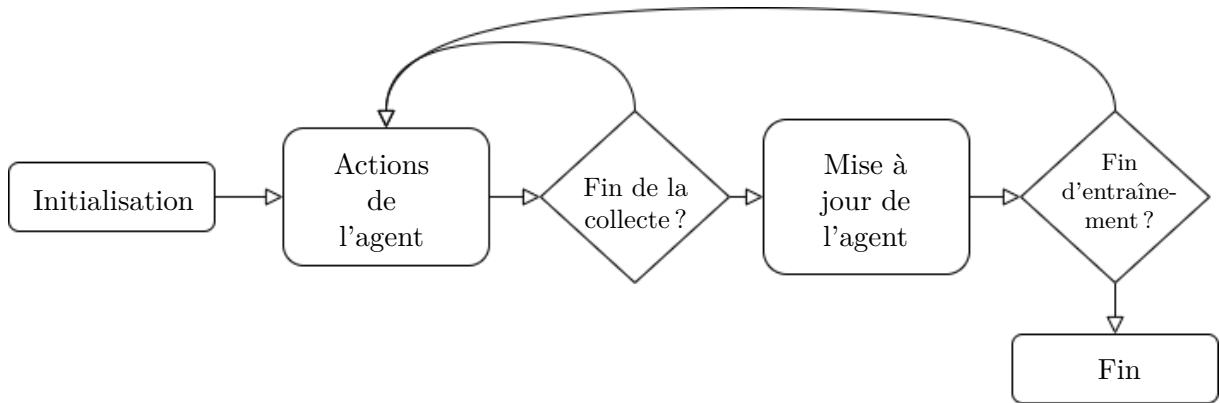 Initialisation
Actions
de
l'agent
Fin de la
collecte ?
Mise à
jour de
l'agent
Fin
d'entraîne-
ment ?
Fin